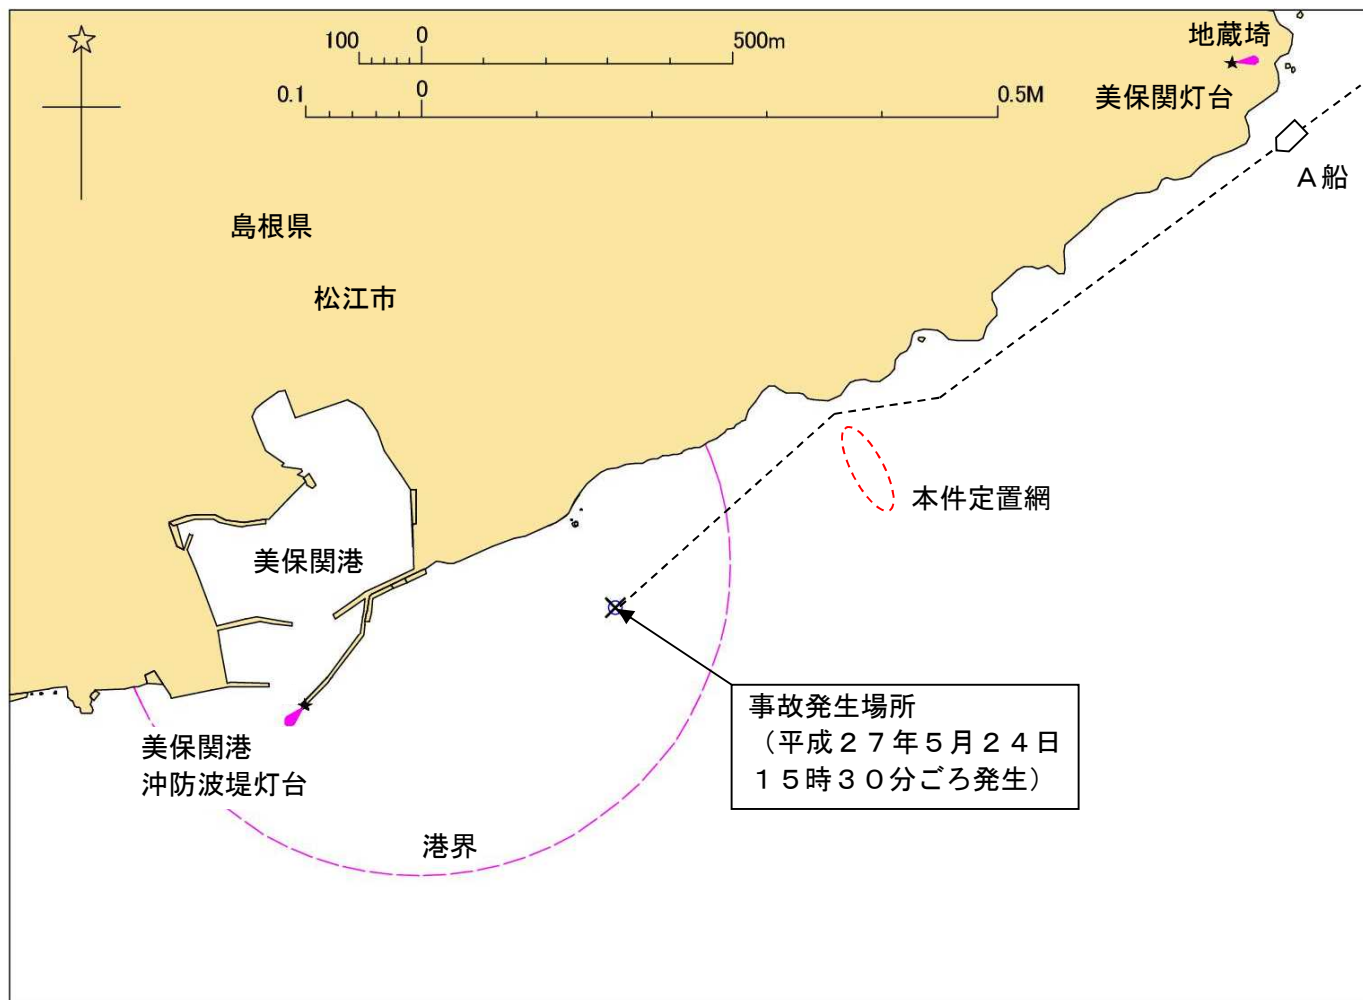 100 0 500m
0.1 0 0.5M
地蔵埼
美保関灯台
A船
島根県
松江市
本件定置網
美保関港
事故発生場所
(平成27年5月24日
15時30分ごろ発生)
美保関港
沖防波堤灯台
港界